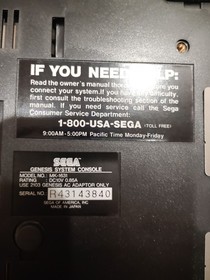 IF YOU NEED HELP:
Read the owner's manual thoroughly before you
connect your system. If you have any difficulty,
first consult the troubleshooting section of the
manual. If you need service call the Sega
Consumer Service Department:
1-800-USA-SEGA (TOLL FREE)
9:00AM - 5:00PM Pacific Time Monday-Friday
SEGA
GENESIS SYSTEM CONSOLE
MODEL NO.: MK-1631
RATING : DC10V 0.85A
USE 2103 GENESIS AC ADAPTOR ONLY
SERIAL NO.: R43143840
SEGA OF AMERICA, INC
MADE IN JAPAN